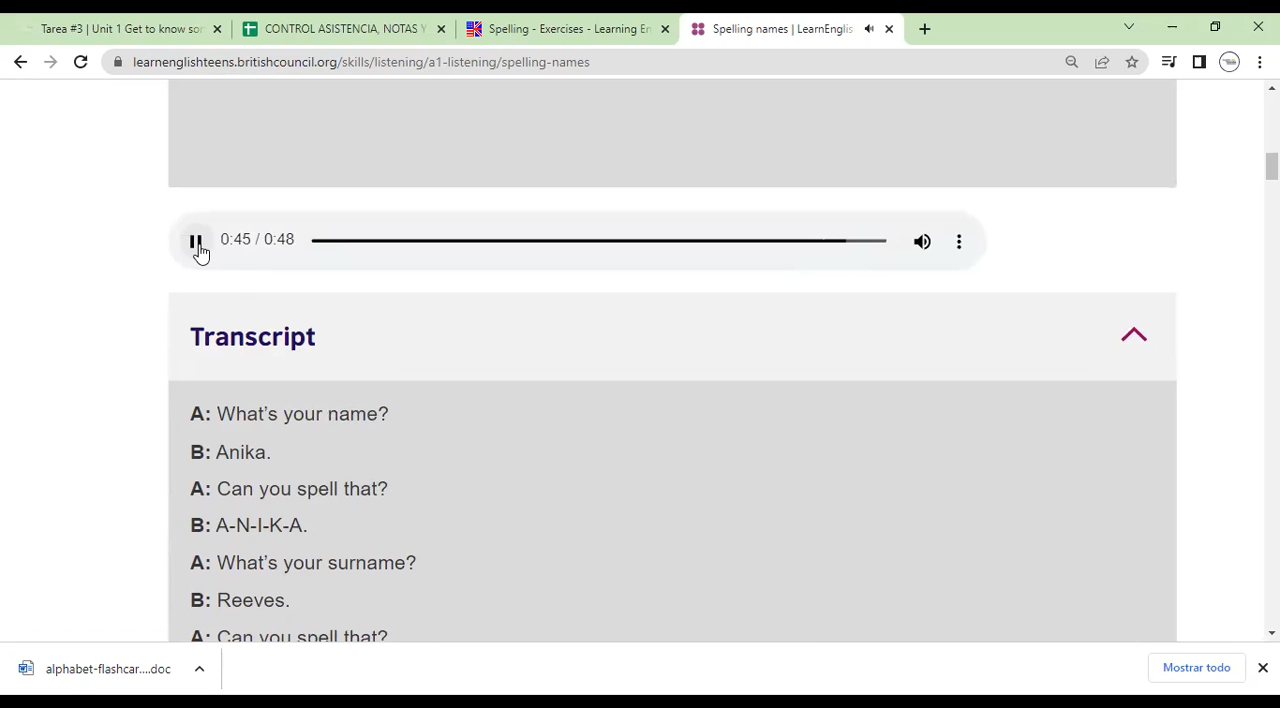 Tarea #3 | Unit 1 Get to know sor
CONTROL ASISTENCIA, NOTAS Y
Spelling - Exercises - Learning En
Spelling names | LearnEnglis
learnenglishteens.britishcouncil.org/skills/listening/a1-listening/spelling-names
0:45 / 0:48
Transcript
A: What's your name?
B: Anika.
A: Can you spell that?
B: A-N-I-K-A.
A: What's your surname?
B: Reeves.
A: Can you spell that?
alphabet-flashcar....doc
Mostrar todo